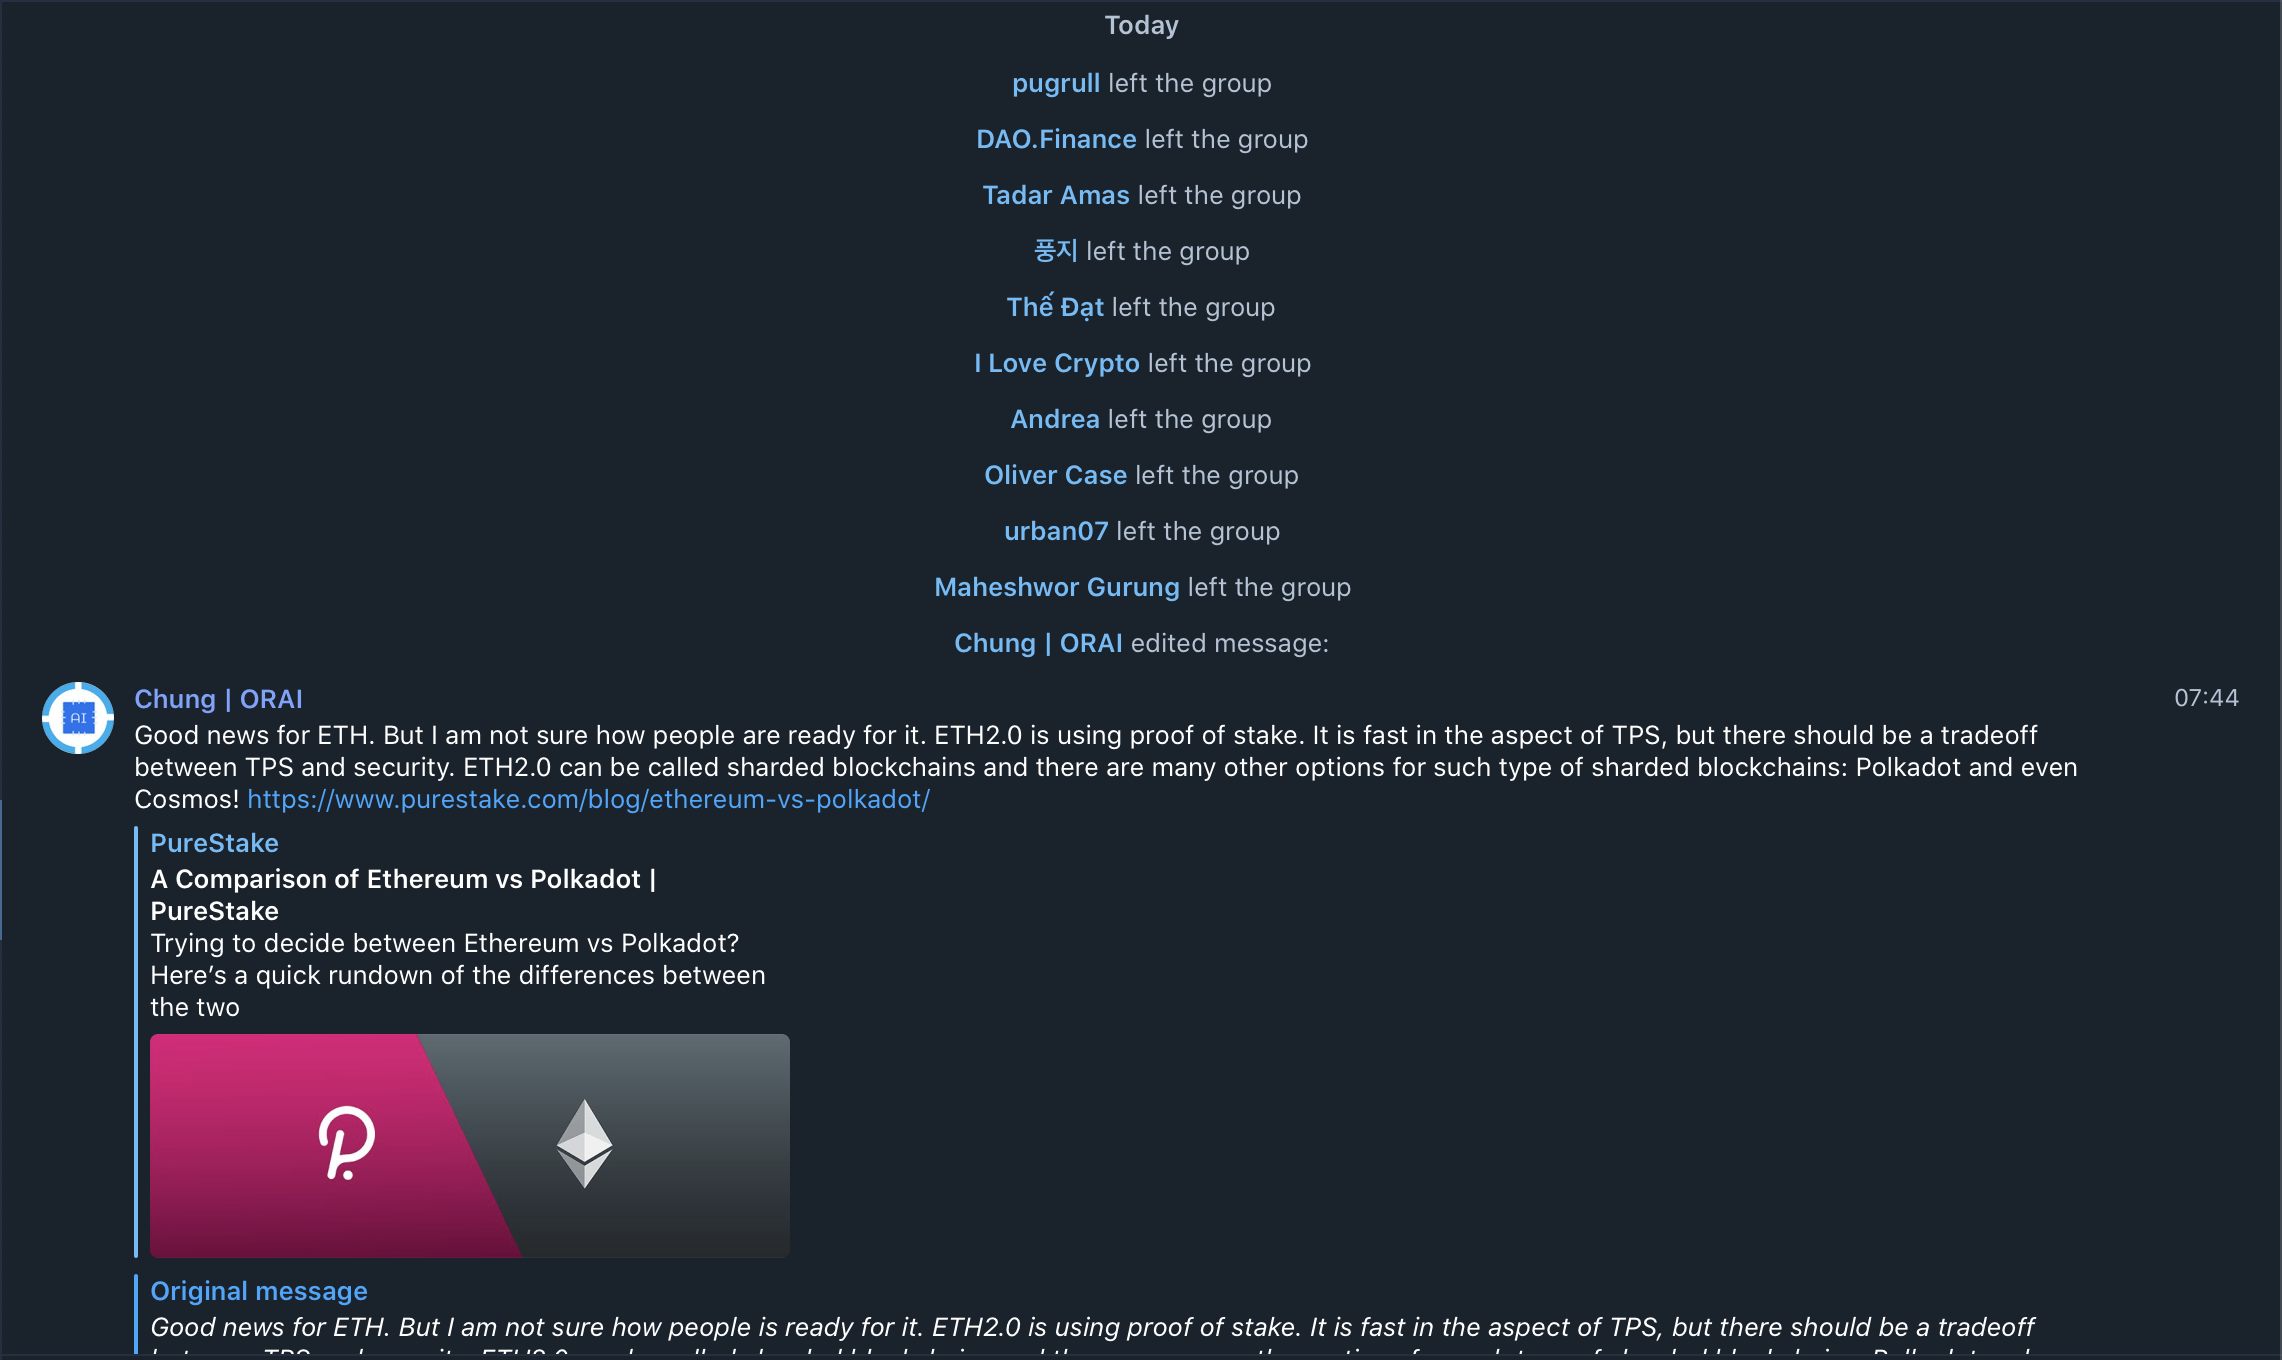 Today
pugrull left the group
DAO.Finance left the group
Tadar Amas left the group
풍지 left the group
Thế Đạt left the group
I Love Crypto left the group
Andrea left the group
Oliver Case left the group
urban07 left the group
Maheshwor Gurung left the group
Chung | ORAI edited message:
AI
Chung | ORAI 07:44
Good news for ETH. But I am not sure how people are ready for it. ETH2.0 is using proof of stake. It is fast in the aspect of TPS, but there should be a tradeoff
between TPS and security. ETH2.0 can be called sharded blockchains and there are many other options for such type of sharded blockchains: Polkadot and even
Cosmos! https://www.purestake.com/blog/ethereum-vs-polkadot/
PureStake
A Comparison of Ethereum vs Polkadot |
PureStake
Trying to decide between Ethereum vs Polkadot?
Here’s a quick rundown of the differences between
the two
Original message
Good news for ETH. But I am not sure how people is ready for it. ETH2.0 is using proof of stake. It is fast in the aspect of TPS, but there should be a tradeoff